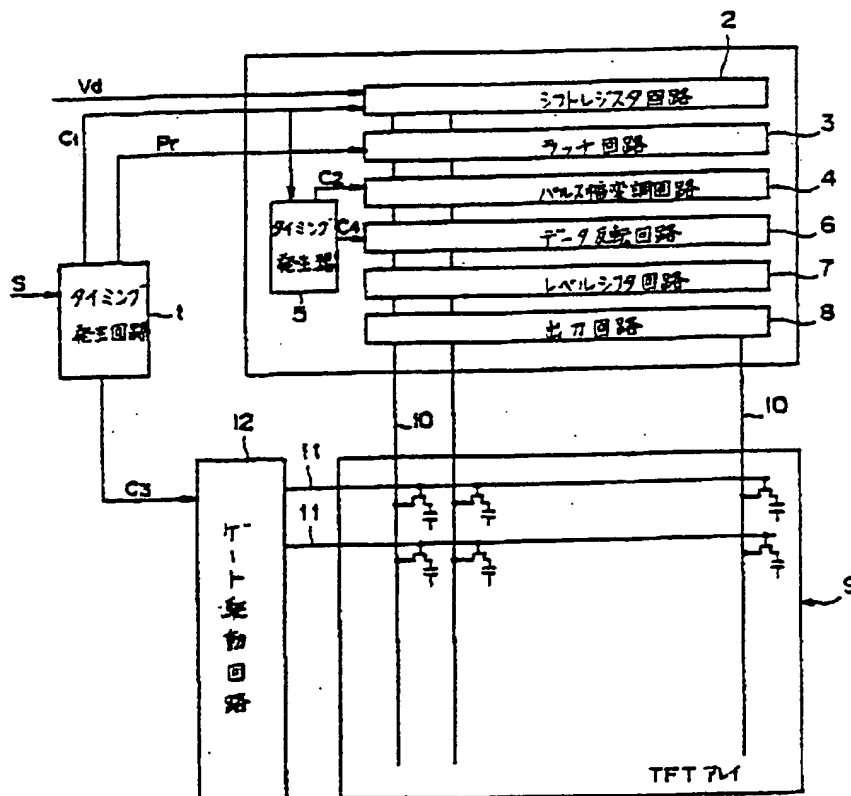 2
Vd
シフトレジスタ回路
C1
3
Pr
ラッチ回路
C2
4
パルス幅変調回路
タイミング
発生路
C4
6
データ反転回路
S
タイミング
発生回路
1
5
7
レベルシフタ回路
8
出力回路
10
10
12
11
C3
11
ゲート駆動回路
9
TFTアレイ